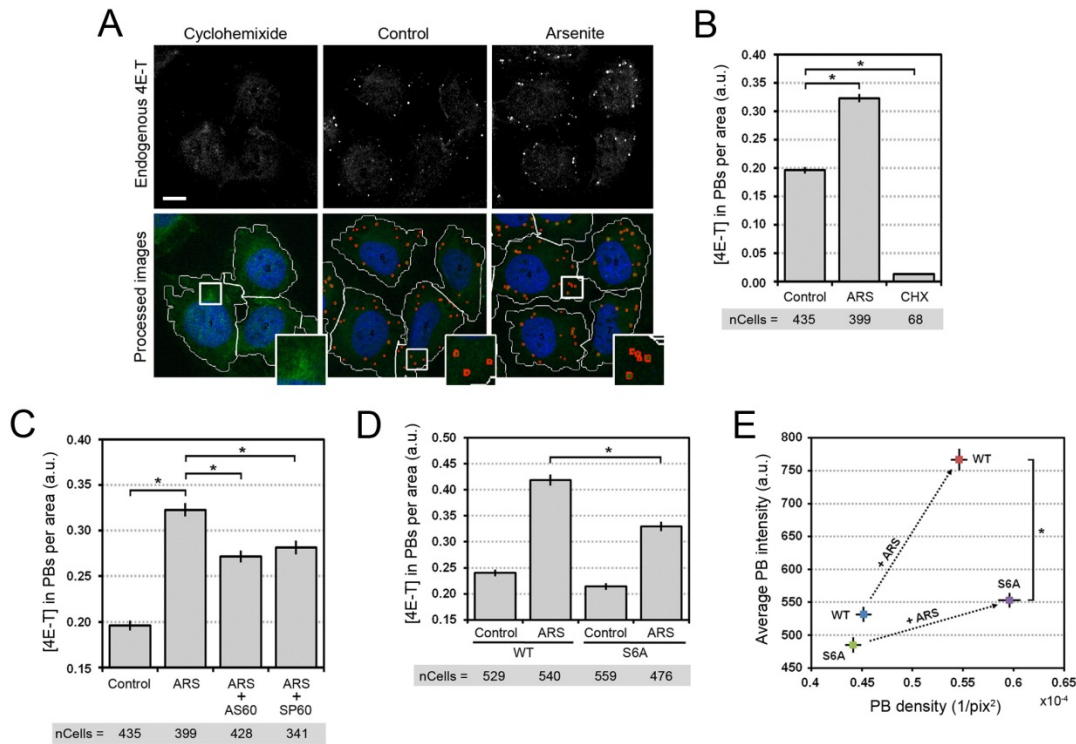 A
Cyclohemixide Control Arsenite
Endogenous 4E-T
Processed images
B
[4E-T] in PBs per area (a.u.)
0.40
0.35
0.30
0.25
0.20
0.15
0.10
0.05
0.00
* *
Control ARS CHX
nCells = 435 399 68
C
[4E-T] in PBs per area (a.u.)
0.40
0.35
0.30
0.25
0.20
0.15
* * *
Control ARS ARS + AS60 ARS + SP60
nCells = 435 399 428 341
D
[4E-T] in PBs per area (a.u.)
0.50
0.45
0.40
0.35
0.30
0.25
0.20
0.15
*
Control ARS Control ARS
WT S6A
nCells = 529 540 559 476
E
Average PB intensity (a.u.)
800
750
700
650
600
550
500
450
WT
+ ARS
*
S6A
WT
+ ARS
S6A
0.4 0.45 0.5 0.55 0.6 0.65
x10⁻⁴
PB density (1/pix²)